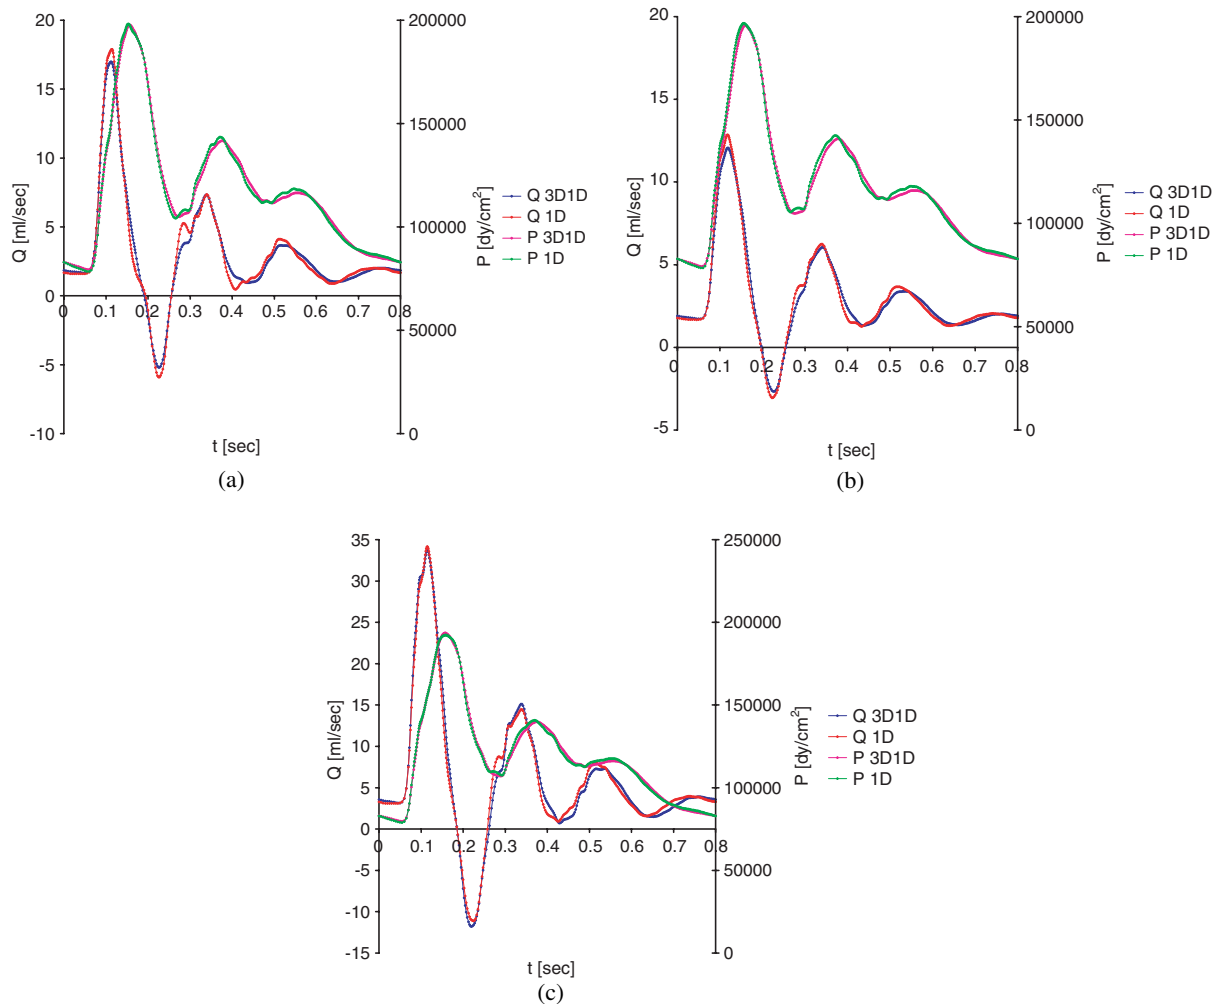 20
15
10
5
0
-5
-10
Q [ml/sec]
0 0.1 0.2 0.3 0.4 0.5 0.6 0.7 0.8
t [sec]
200000
150000
100000
50000
0
P [dy/cm²]
Q 3D1D
Q 1D
P 3D1D
P 1D
(a)
20
15
10
5
0
-5
Q [ml/sec]
0 0.1 0.2 0.3 0.4 0.5 0.6 0.7 0.8
t [sec]
200000
150000
100000
50000
0
P [dy/cm²]
Q 3D1D
Q 1D
P 3D1D
P 1D
(b)
35
30
25
20
15
10
5
0
-5
-10
-15
Q [ml/sec]
0 0.1 0.2 0.3 0.4 0.5 0.6 0.7 0.8
t [sec]
250000
200000
150000
100000
50000
0
P [dy/cm²]
Q 3D1D
Q 1D
P 3D1D
P 1D
(c)